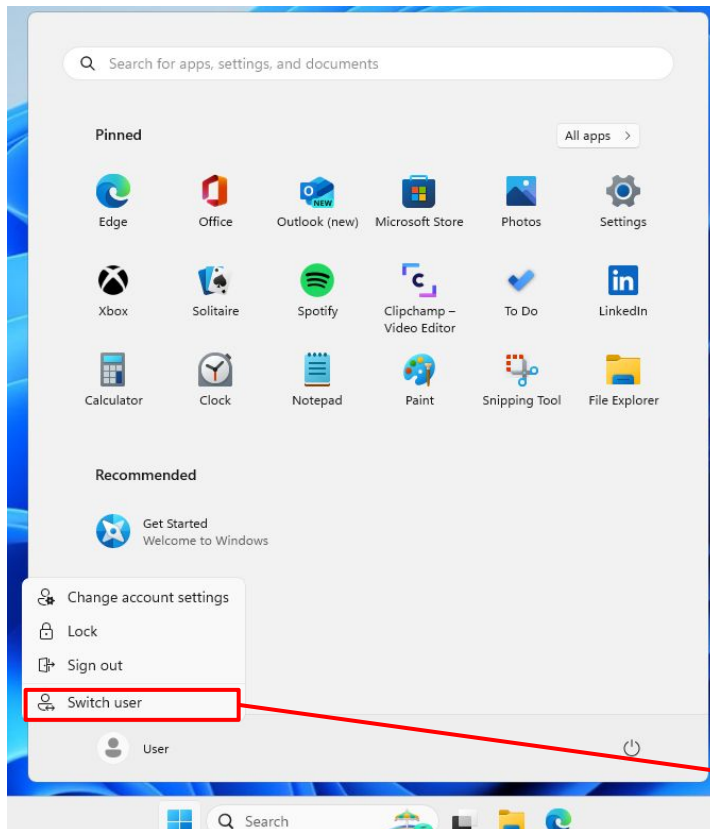 Search for apps, settings, and documents
Pinned
All apps
Edge
Office
NEW
Outlook (new)
Microsoft Store
Photos
Settings
Xbox
Solitaire
Spotify
Clipchamp –
Video Editor
To Do
in
LinkedIn
Calculator
Clock
Notepad
Paint
Snipping Tool
File Explorer
Recommended
Get Started
Welcome to Windows
Change account settings
Lock
Sign out
Switch user
User
Search